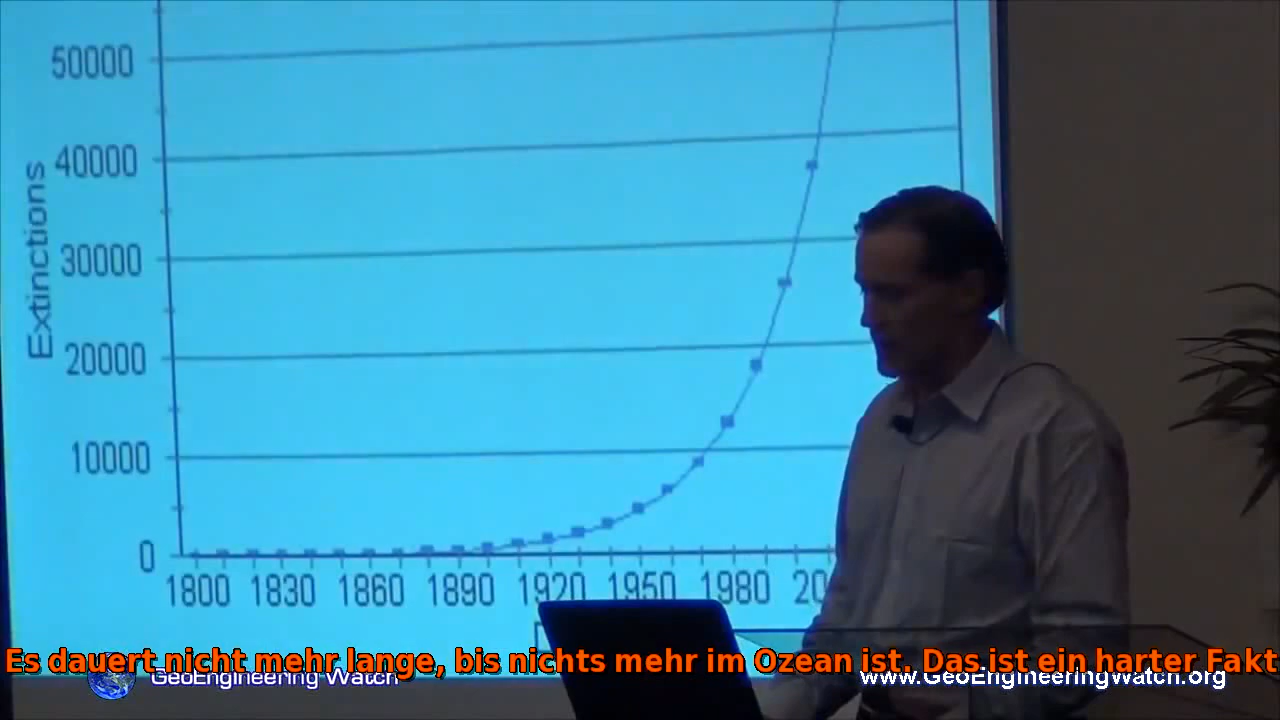 50000
40000
30000
20000
10000
0
Extinctions
1800 1830 1860 1890 1920 1950 1980
Es dauert nicht mehr lange, bis nichts mehr im Ozean ist. Das ist ein harter Fakt
GeoEngineering Watch
www.GeoEngineeringWatch.org